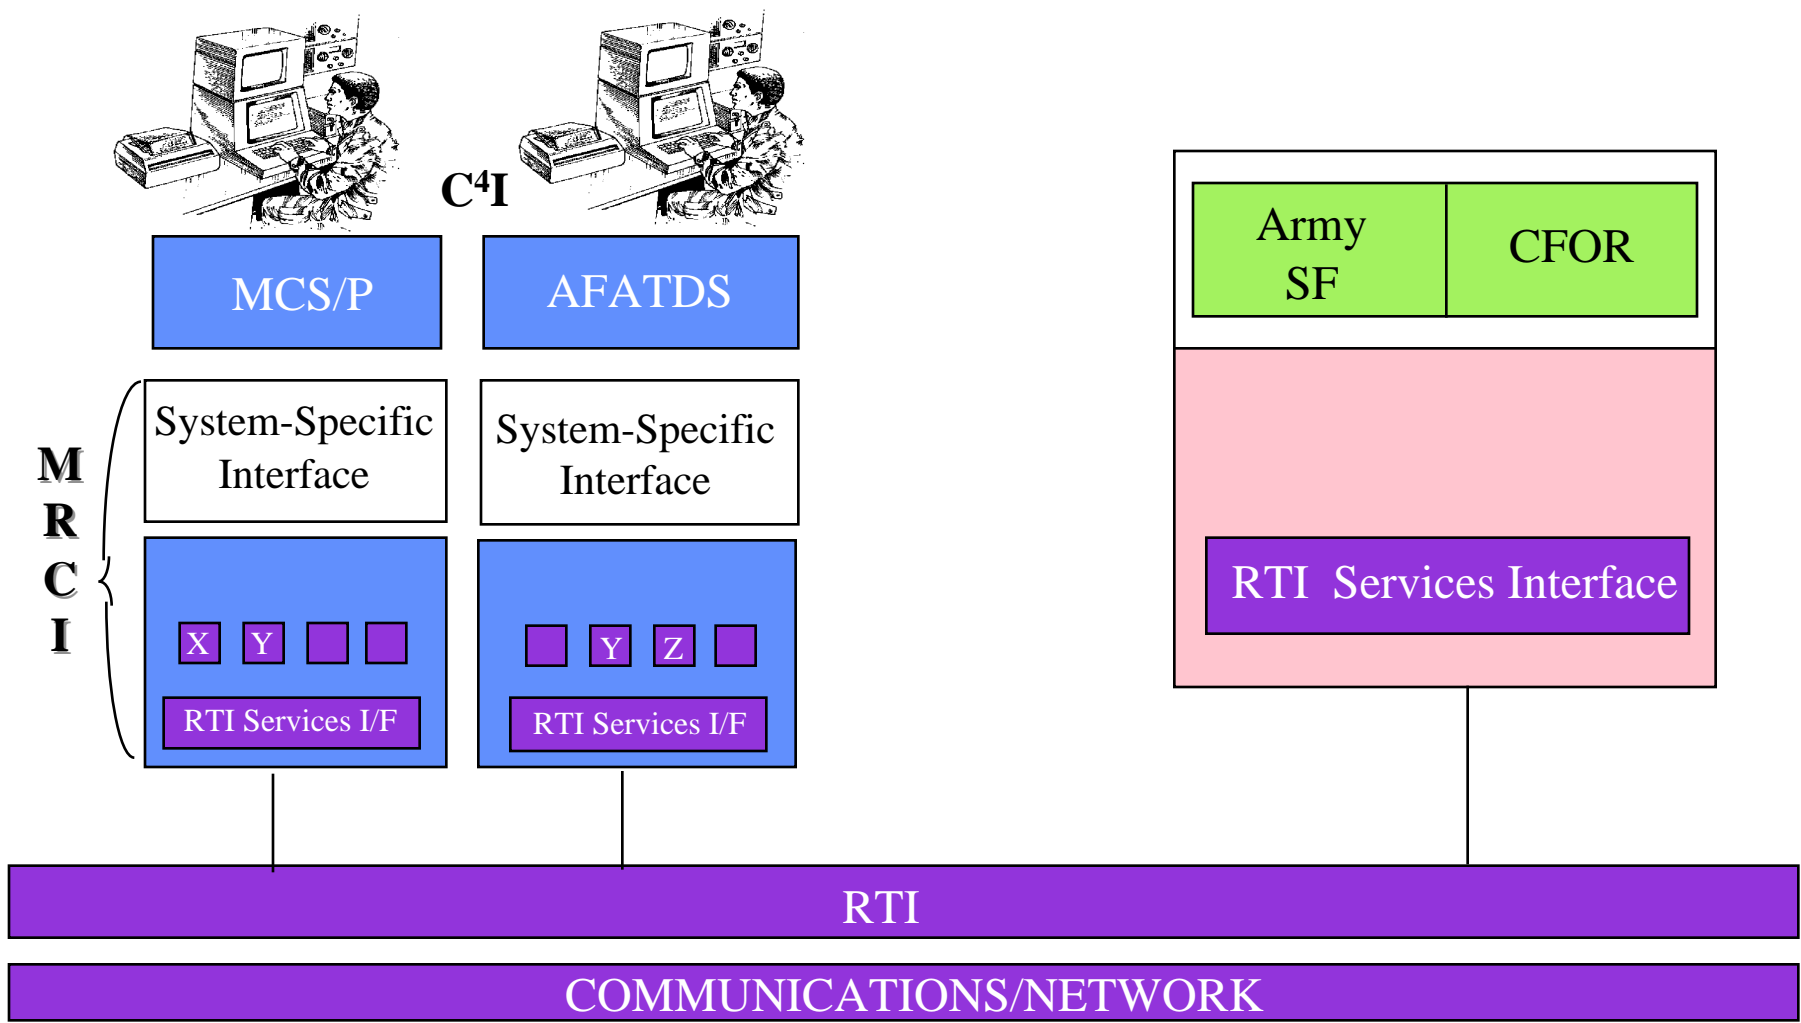 C⁴I
MCS/P
AFATDS
Army
SF
CFOR
M
R
C
I
System-Specific
Interface
System-Specific
Interface
X Y
Y Z
RTI Services I/F
RTI Services I/F
RTI Services Interface
RTI
COMMUNICATIONS/NETWORK